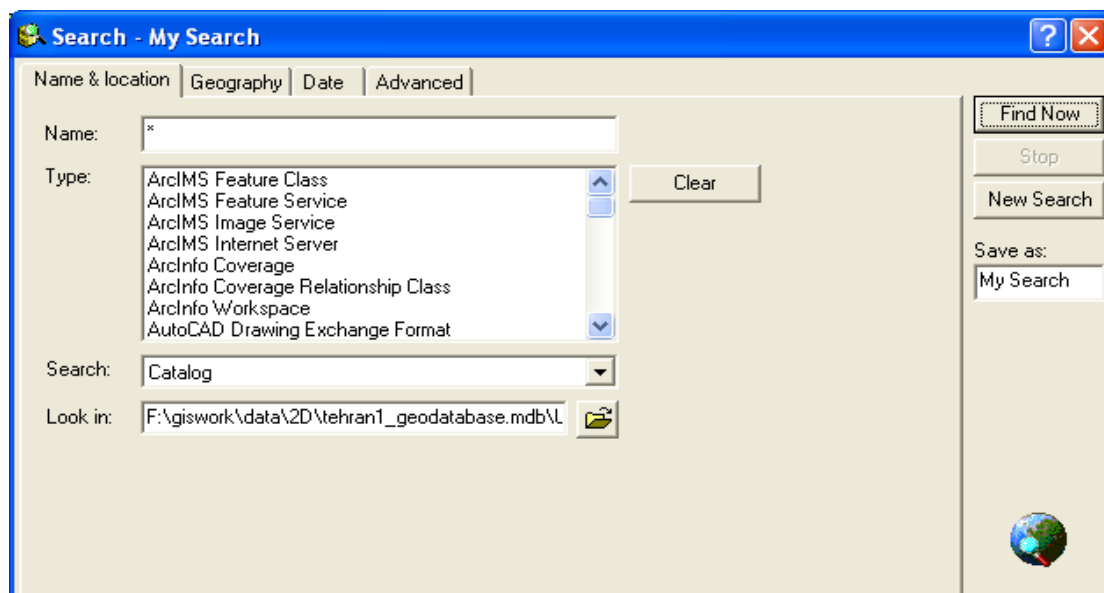 Search - My Search
Name & location Geography Date Advanced
Name: *
Type:
ArcIMS Feature Class
ArcIMS Feature Service
ArcIMS Image Service
ArcIMS Internet Server
ArcInfo Coverage
ArcInfo Coverage Relationship Class
ArcInfo Workspace
AutoCAD Drawing Exchange Format
Clear
Search: Catalog
Look in: F:\giswork\data\2D\tehran1_geodatabase.mdb\
Find Now
Stop
New Search
Save as:
My Search